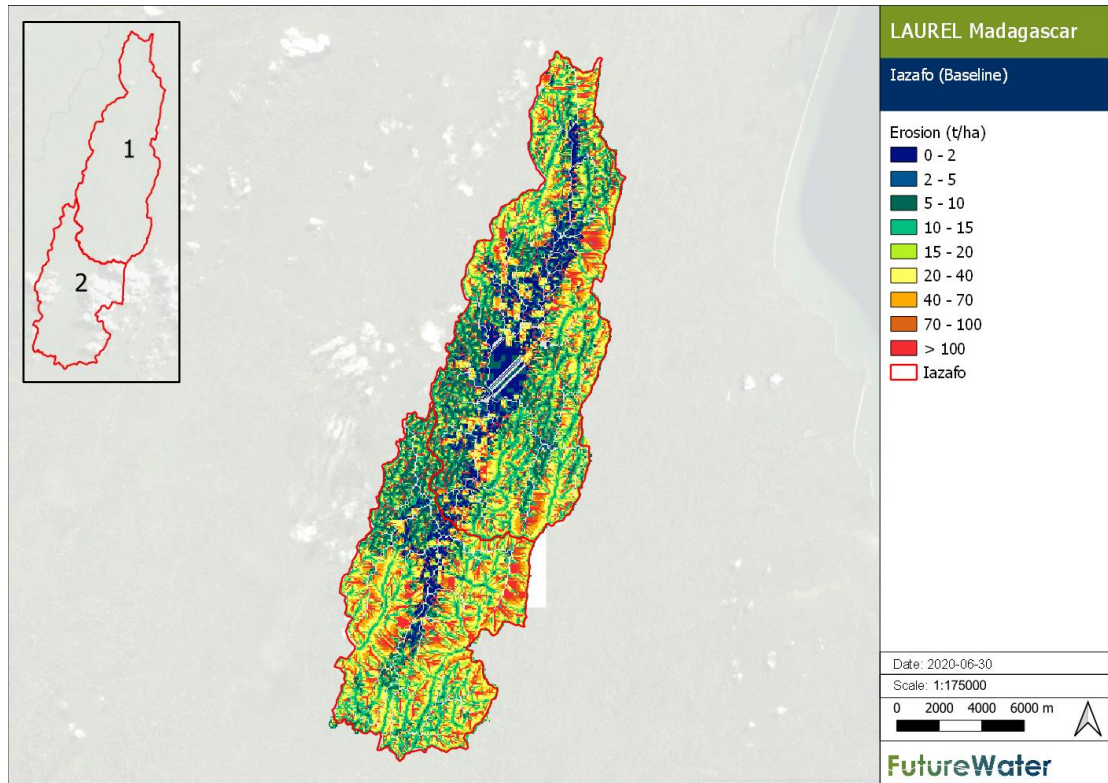 1
2
LAUREL Madagascar
Iazafo (Baseline)
Erosion (t/ha)
0 - 2
2 - 5
5 - 10
10 - 15
15 - 20
20 - 40
40 - 70
70 - 100
> 100
Iazafo
Date: 2020-06-30
Scale: 1:175000
0 2000 4000 6000 m
FutureWater